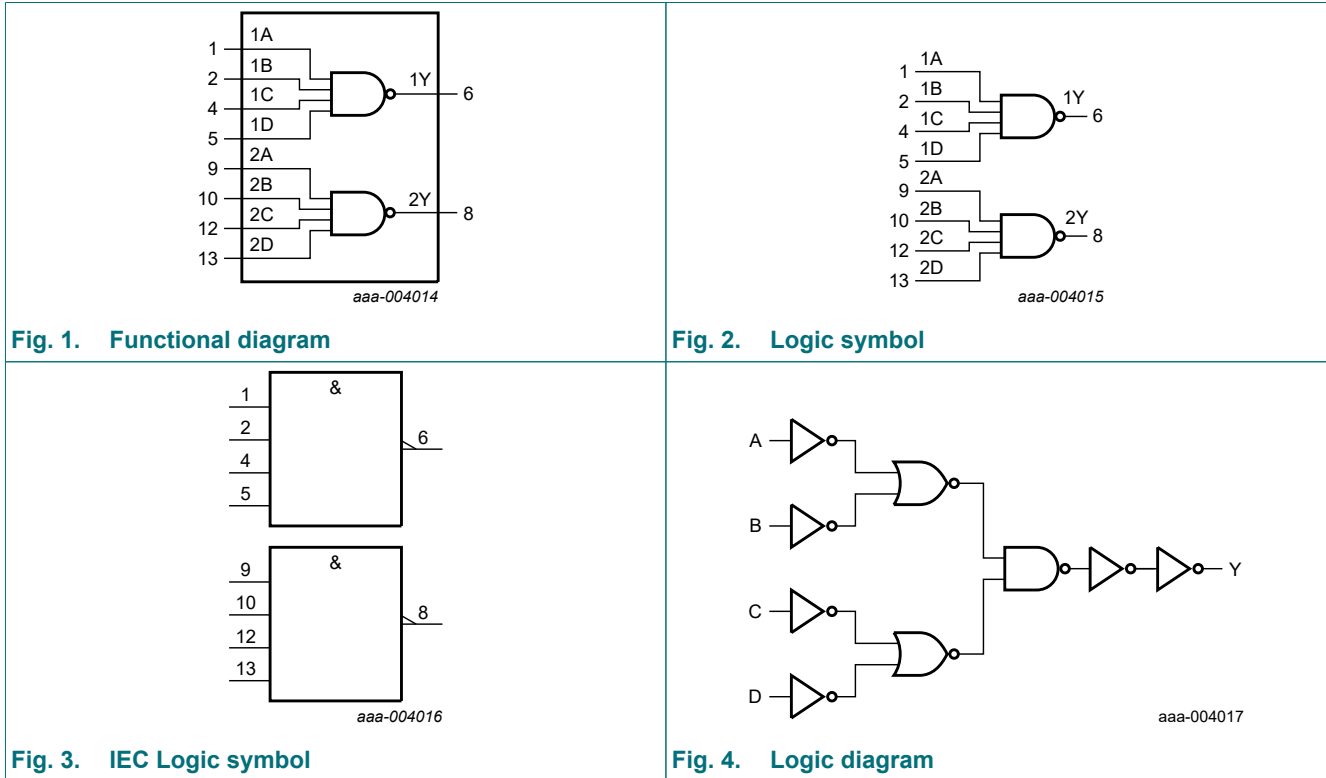 1A
1
1B
2
1C
4
1D
5
1Y
6
2A
9
2B
10
2C
12
2D
13
2Y
8
aaa-004014
Fig. 1. Functional diagram
1A
1
1B
2
1C
4
1D
5
1Y
6
2A
9
2B
10
2C
12
2D
13
2Y
8
aaa-004015
Fig. 2. Logic symbol
&
1
2
4
5
6
&
9
10
12
13
8
aaa-004016
Fig. 3. IEC Logic symbol
A
B
C
D
Y
aaa-004017
Fig. 4. Logic diagram